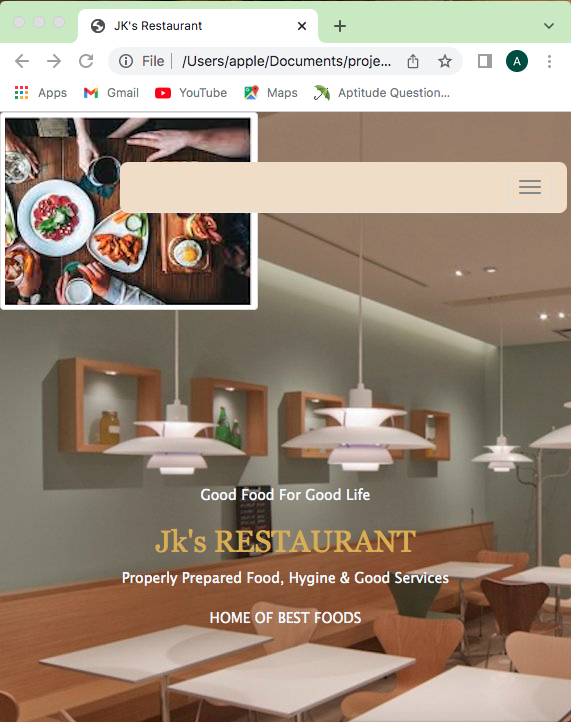 JK's Restaurant
File | /Users/apple/Documents/proje...
A
Apps Gmail YouTube Maps Aptitude Question...
Good Food For Good Life
Jk's RESTAURANT
Properly Prepared Food, Hygine & Good Services
HOME OF BEST FOODS